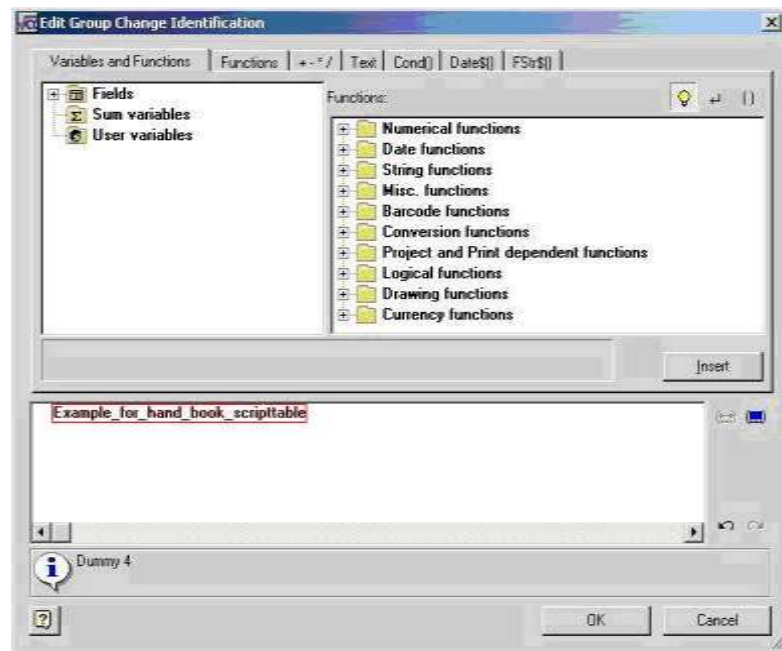 Edit Group Change Identification
Variables and Functions Functions + - * / Text Cond() Date$() FStr$()
Fields
Sum variables
User variables
Functions:
Numerical functions
Date functions
String functions
Misc. functions
Barcode functions
Conversion functions
Project and Print dependent functions
Logical functions
Drawing functions
Currency functions
Insert
Example_for_hand_book_scripttable
Dummy 4
OK Cancel